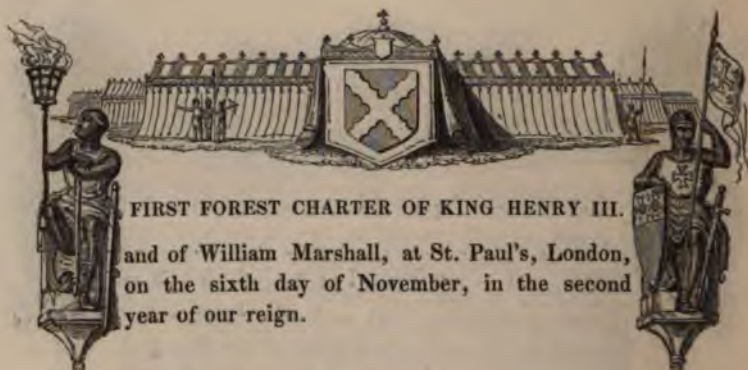 FIRST FOREST CHARTER OF KING HENRY III.
and of William Marshall, at St. Paul's, London,
on the sixth day of November, in the second
year of our reign.